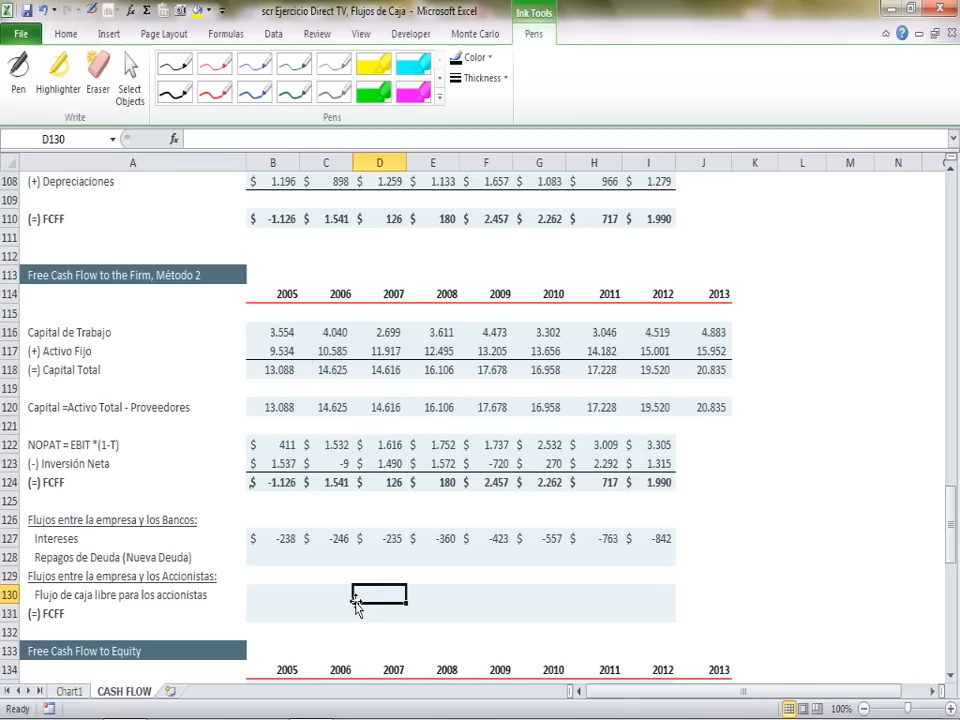 scr Ejercicio Direct TV, Flujos de Caja - Microsoft Excel
Ink Tools
File Home Insert Page Layout Formulas Data Review View Developer Monte Carlo Pens
Pen Highlighter Eraser Select Objects
Color
Thickness
Write Pens
D130 fx
A B C D E F G H I J K L M N
108 (+) Depreciaciones $ 1.196 $ 898 $ 1.259 $ 1.133 $ 1.657 $ 1.083 $ 966 $ 1.279
109
110 (=) FCFF $ -1.126 $ 1.541 $ 126 $ 180 $ 2.457 $ 2.262 $ 717 $ 1.990
111
112
113 Free Cash Flow to the Firm, Método 2
114 2005 2006 2007 2008 2009 2010 2011 2012 2013
115
116 Capital de Trabajo 3.554 4.040 2.699 3.611 4.473 3.302 3.046 4.519 4.883
117 (+) Activo Fijo 9.534 10.585 11.917 12.495 13.205 13.656 14.182 15.001 15.952
118 (=) Capital Total 13.088 14.625 14.616 16.106 17.678 16.958 17.228 19.520 20.835
119
120 Capital =Activo Total - Proveedores 13.088 14.625 14.616 16.106 17.678 16.958 17.228 19.520 20.835
121
122 NOPAT = EBIT *(1-T) $ 411 $ 1.532 $ 1.616 $ 1.752 $ 1.737 $ 2.532 $ 3.009 $ 3.305
123 (-) Inversión Neta $ 1.537 $ -9 $ 1.490 $ 1.572 $ -720 $ 270 $ 2.292 $ 1.315
124 (=) FCFF $ -1.126 $ 1.541 $ 126 $ 180 $ 2.457 $ 2.262 $ 717 $ 1.990
125
126 Flujos entre la empresa y los Bancos:
127 Intereses $ -238 $ -246 $ -235 $ -360 $ -423 $ -557 $ -763 $ -842
128 Repagos de Deuda (Nueva Deuda)
129 Flujos entre la empresa y los Accionistas:
130 Flujo de caja libre para los accionistas
131 (=) FCFF
132
133 Free Cash Flow to Equity
134 2005 2006 2007 2008 2009 2010 2011 2012 2013
Chart1 CASH FLOW
Ready 100%